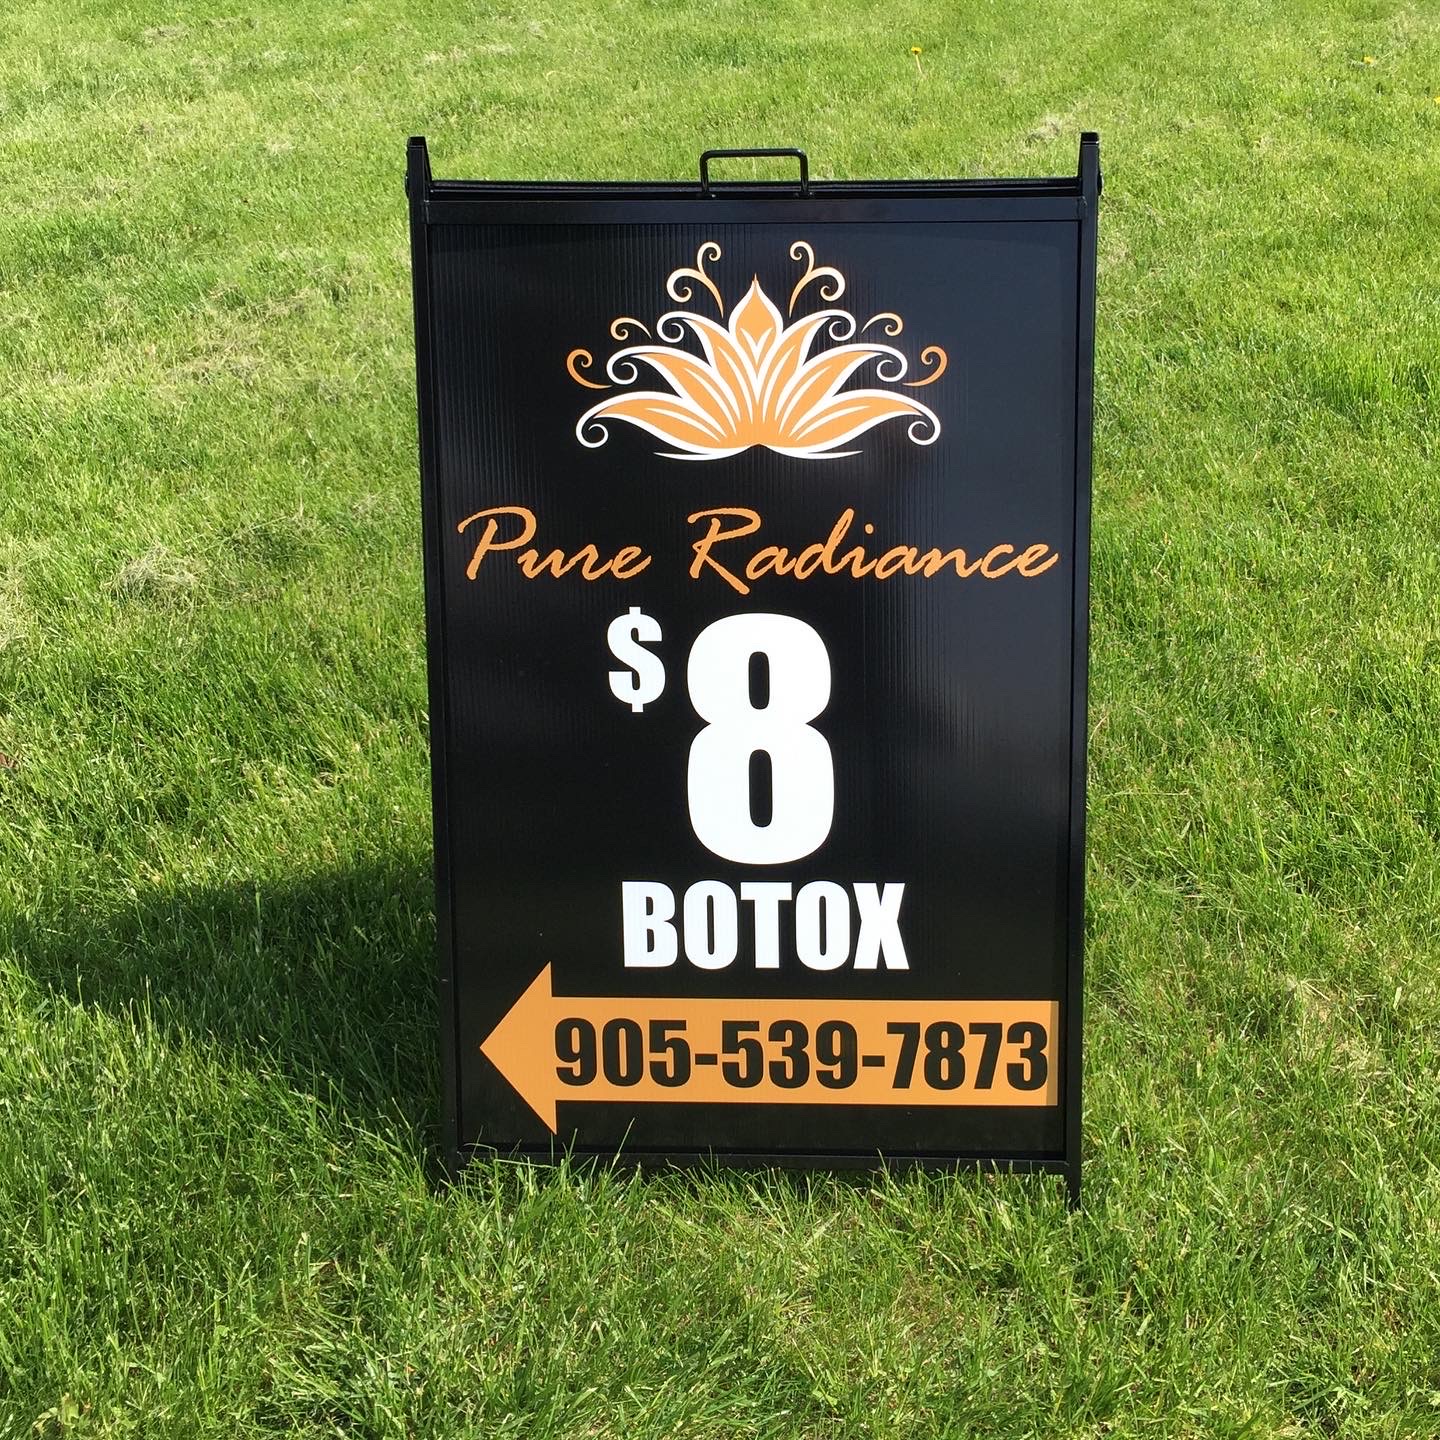 Pure Radiance
$8
BOTOX
905-539-7873